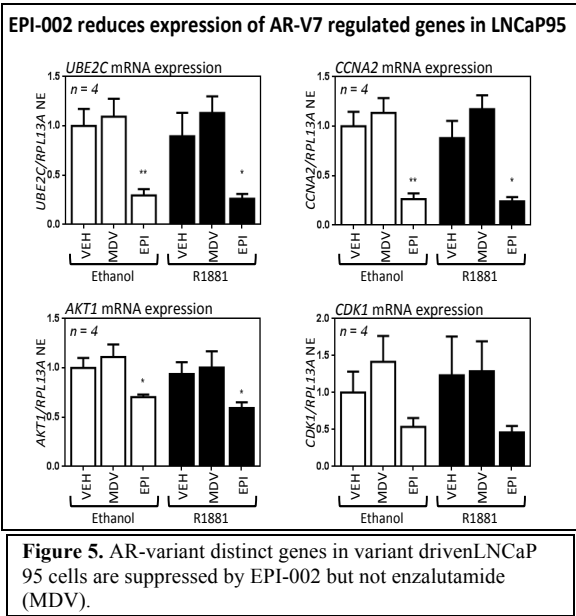 EPI-002 reduces expression of AR-V7 regulated genes in LNCaP95
UBE2C mRNA expression
n = 4
UBE2C/RPL13A NE
1.5
1.0
0.5
0.0
VEH
MDV
EPI
VEH
MDV
EPI
**
*
Ethanol
R1881
CCNA2 mRNA expression
n = 4
CCNA2/RPL13A NE
1.5
1.0
0.5
0.0
VEH
MDV
EPI
VEH
MDV
EPI
**
*
Ethanol
R1881
AKT1 mRNA expression
n = 4
AKT1/RPL13A NE
1.5
1.0
0.5
0.0
VEH
MDV
EPI
VEH
MDV
EPI
*
*
Ethanol
R1881
CDK1 mRNA expression
n = 4
CDK1/RPL13A NE
2.0
1.5
1.0
0.5
0.0
VEH
MDV
EPI
VEH
MDV
EPI
Ethanol
R1881
Figure 5. AR-variant distinct genes in variant drivenLNCaP
95 cells are suppressed by EPI-002 but not enzalutamide
(MDV).